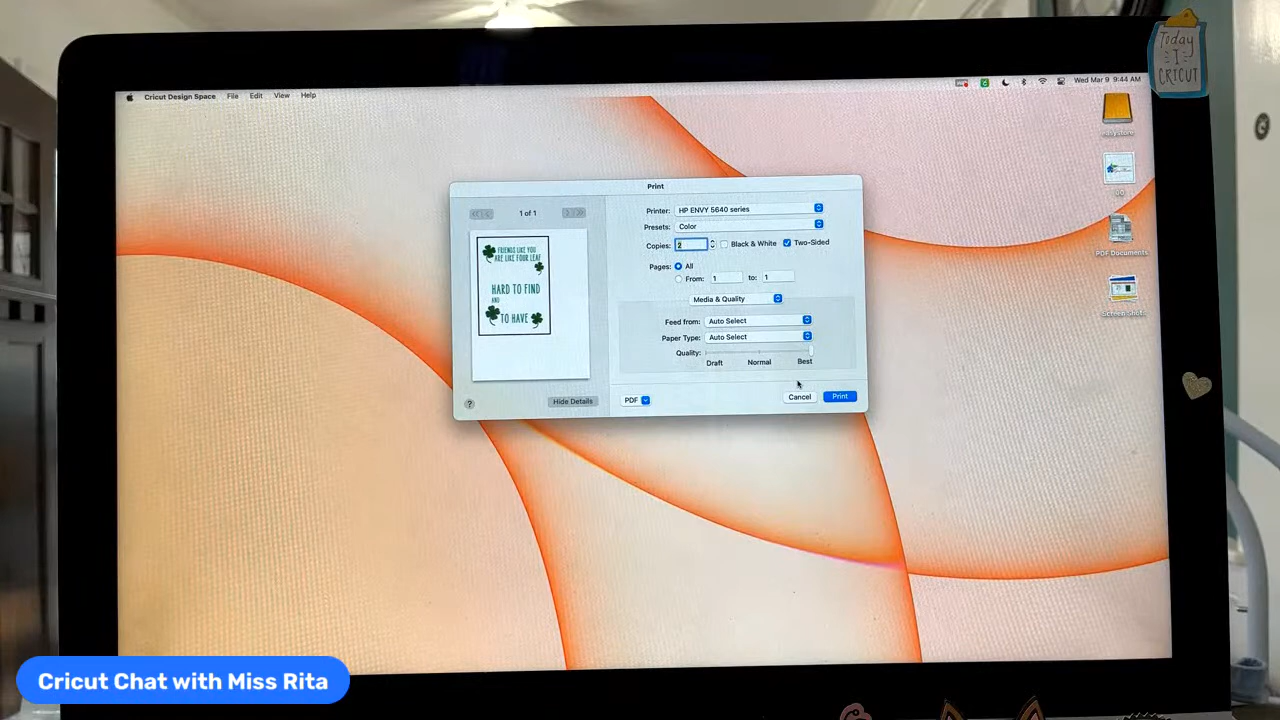 Today
I
CRICUT
Cricut Design Space File Edit View Help
Wed Mar 9 9:44 AM
easystore
PDF Documents
Screen Shots
Print
1 of 1
Printer: HP ENVY 5640 series
Presets: Color
Copies: 2 Black & White Two-Sided
Pages: All
From: 1 to: 1
Media & Quality
Feed from: Auto Select
Paper Type: Auto Select
Quality:
Draft Normal Best
FRIENDS LIKE YOU
ARE LIKE FOUR LEAF
HARD TO FIND
AND
TO HAVE
? Hide Details PDF Cancel Print
Cricut Chat with Miss Rita